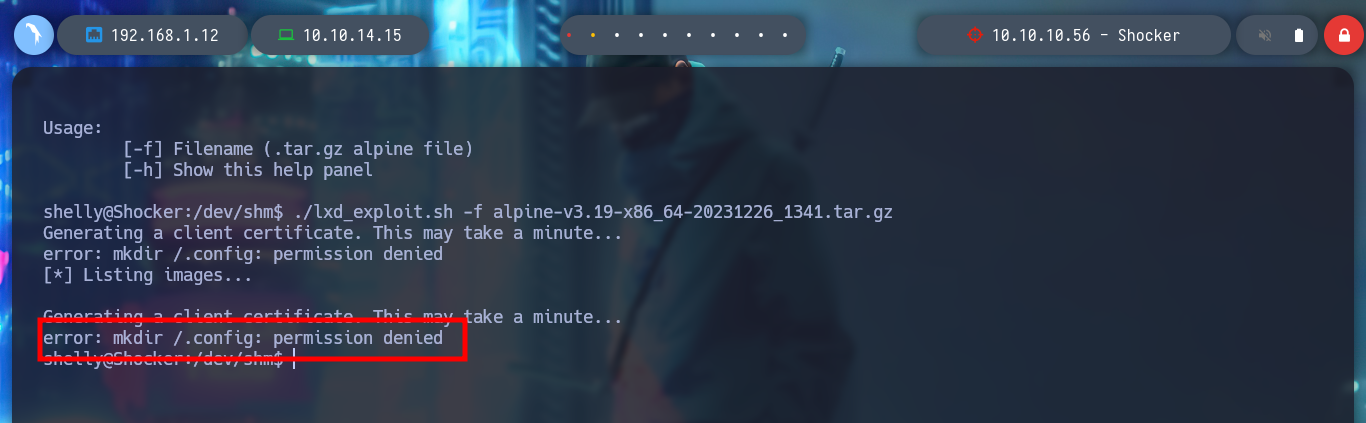 192.168.1.12
10.10.14.15
10.10.10.56 - Shocker
Usage:
[-f] Filename (.tar.gz alpine file)
[-h] Show this help panel
shelly@Shocker:/dev/shm$ ./lxd_exploit.sh -f alpine-v3.19-x86_64-20231226_1341.tar.gz
Generating a client certificate. This may take a minute...
error: mkdir /.config: permission denied
[*] Listing images...
Generating a client certificate. This may take a minute...
error: mkdir /.config: permission denied
shelly@Shocker:/dev/shm$